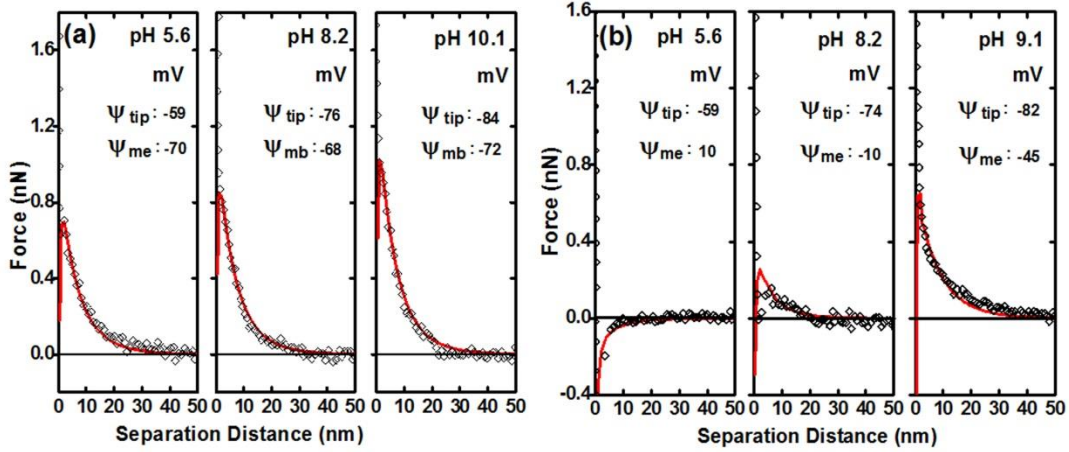 (a)
pH 5.6
mV
Ψtip: -59
Ψme: -70
pH 8.2
mV
Ψtip: -76
Ψmb: -68
pH 10.1
mV
Ψtip: -84
Ψmb: -72
1.6
1.2
0.8
0.4
0.0
Force (nN)
0 10 20 30 40 50
0 10 20 30 40 50
0 10 20 30 40 50
Separation Distance (nm)
(b)
pH 5.6
mV
Ψtip: -59
Ψme: 10
pH 8.2
mV
Ψtip: -74
Ψme: -10
pH 9.1
mV
Ψtip: -82
Ψme: -45
1.6
1.2
0.8
0.4
0.0
-0.4
Force (nN)
0 10 20 30 40 50
0 10 20 30 40 50
0 10 20 30 40 50
Separation Distance (nm)